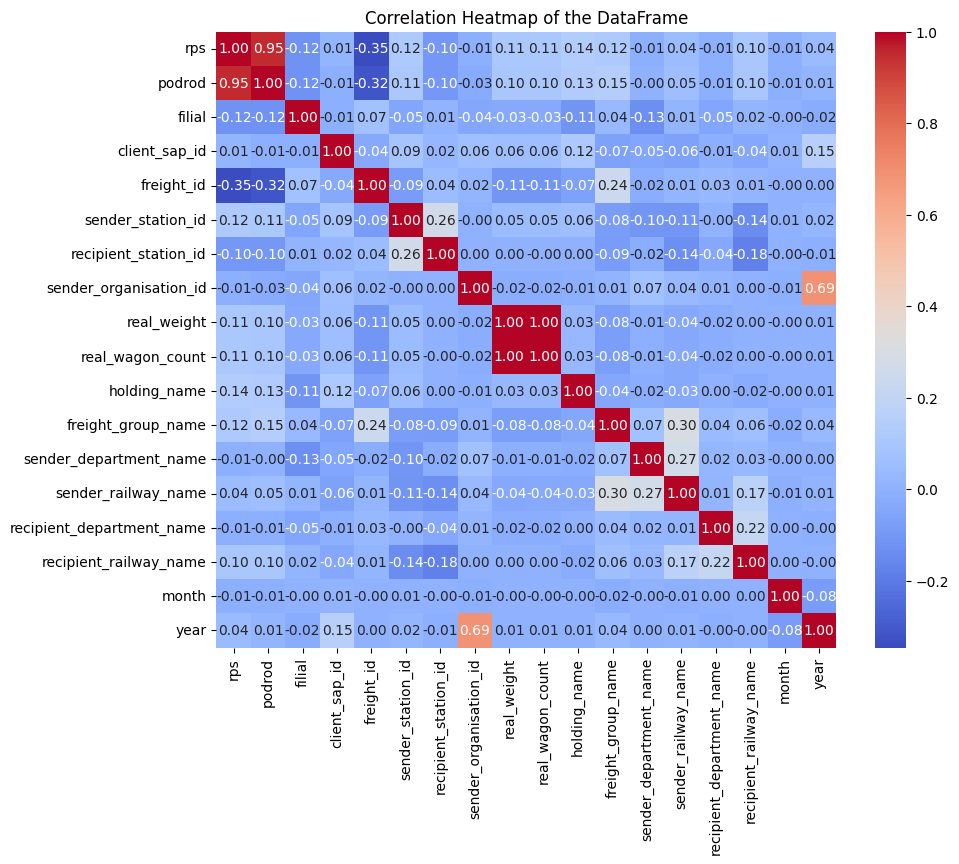 Correlation Heatmap of the DataFrame
rps 1.00 0.95 -0.12 0.01 -0.35 0.12 -0.10 -0.01 0.11 0.11 0.14 0.12 -0.01 0.04 -0.01 0.10 -0.01 0.04
podrod 0.95 1.00 -0.12 -0.01 -0.32 0.11 -0.10 -0.03 0.10 0.10 0.13 0.15 -0.00 0.05 -0.01 0.10 -0.01 0.01
filial -0.12 -0.12 1.00 -0.01 0.07 -0.05 0.01 -0.04 -0.03 -0.03 -0.11 0.04 -0.13 0.01 -0.05 0.02 -0.00 -0.02
client_sap_id 0.01 -0.01 -0.01 1.00 -0.04 0.09 0.02 0.06 0.06 0.06 0.12 -0.07 -0.05 -0.06 -0.01 -0.04 0.01 0.15
freight_id -0.35 -0.32 0.07 -0.04 1.00 -0.09 0.04 0.02 -0.11 -0.11 -0.07 0.24 -0.02 0.01 0.03 0.01 -0.00 0.00
sender_station_id 0.12 0.11 -0.05 0.09 -0.09 1.00 0.26 -0.00 0.05 0.05 0.06 -0.08 -0.10 -0.11 -0.00 -0.14 0.01 0.02
recipient_station_id -0.10 -0.10 0.01 0.02 0.04 0.26 1.00 0.00 0.00 -0.00 0.00 -0.09 -0.02 -0.14 -0.04 -0.18 -0.00 -0.01
sender_organisation_id -0.01 -0.03 -0.04 0.06 0.02 -0.00 0.00 1.00 -0.02 -0.02 -0.01 0.01 0.07 0.04 0.01 0.00 -0.01 0.69
real_weight 0.11 0.10 -0.03 0.06 -0.11 0.05 0.00 -0.02 1.00 1.00 0.03 -0.08 -0.01 -0.04 -0.02 0.00 -0.00 0.01
real_wagon_count 0.11 0.10 -0.03 0.06 -0.11 0.05 -0.00 -0.02 1.00 1.00 0.03 -0.08 -0.01 -0.04 -0.02 0.00 -0.00 0.01
holding_name 0.14 0.13 -0.11 0.12 -0.07 0.06 0.00 -0.01 0.03 0.03 1.00 -0.04 -0.02 -0.03 0.00 -0.02 -0.00 0.01
freight_group_name 0.12 0.15 0.04 -0.07 0.24 -0.08 -0.09 0.01 -0.08 -0.08 -0.04 1.00 0.07 0.30 0.04 0.06 -0.02 0.04
sender_department_name -0.01 -0.00 -0.13 -0.05 -0.02 -0.10 -0.02 0.07 -0.01 -0.01 -0.02 0.07 1.00 0.27 0.02 0.03 -0.00 0.00
sender_railway_name 0.04 0.05 0.01 -0.06 0.01 -0.11 -0.14 0.04 -0.04 -0.04 -0.03 0.30 0.27 1.00 0.01 0.17 -0.01 0.01
recipient_department_name -0.01 -0.01 -0.05 -0.01 0.03 -0.00 -0.04 0.01 -0.02 -0.02 0.00 0.04 0.02 0.01 1.00 0.22 0.00 -0.00
recipient_railway_name 0.10 0.10 0.02 -0.04 0.01 -0.14 -0.18 0.00 0.00 0.00 -0.02 0.06 0.03 0.17 0.22 1.00 0.00 -0.00
month -0.01 -0.01 -0.00 0.01 -0.00 0.01 -0.00 -0.01 -0.00 -0.00 -0.00 -0.02 -0.00 -0.01 0.00 0.00 1.00 -0.08
year 0.04 0.01 -0.02 0.15 0.00 0.02 -0.01 0.69 0.01 0.01 0.01 0.04 0.00 0.01 -0.00 -0.00 -0.08 1.00
rps podrod filial client_sap_id freight_id sender_station_id recipient_station_id sender_organisation_id real_weight real_wagon_count holding_name freight_group_name sender_department_name sender_railway_name recipient_department_name recipient_railway_name month year
1.0
0.8
0.6
0.4
0.2
0.0
−0.2